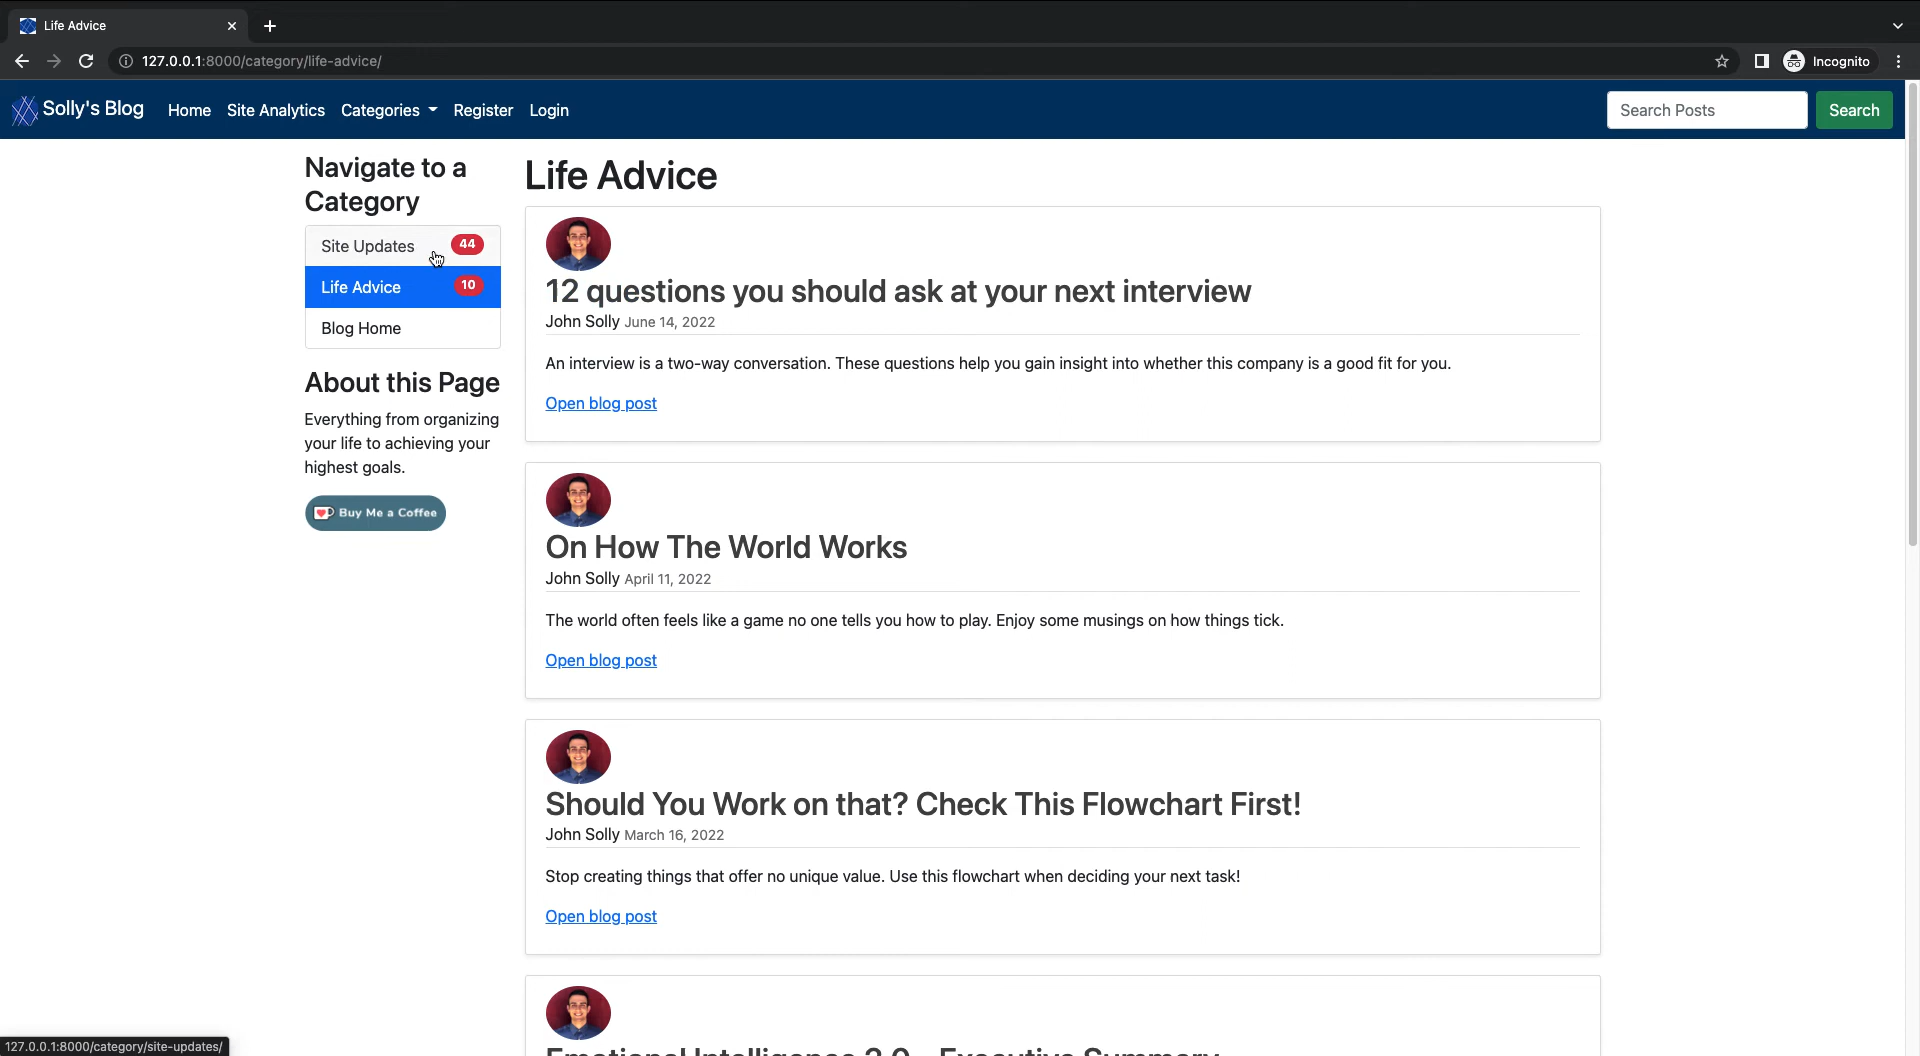 Life Advice
127.0.0.1:8000/category/life-advice/
Incognito
Solly's Blog
Home
Site Analytics
Categories
Register
Login
Search Posts
Search
Navigate to a
Category
Site Updates 44
Life Advice 10
Blog Home
About this Page
Everything from organizing
your life to achieving your
highest goals.
Buy Me a Coffee
Life Advice
12 questions you should ask at your next interview
John Solly June 14, 2022
An interview is a two-way conversation. These questions help you gain insight into whether this company is a good fit for you.
Open blog post
On How The World Works
John Solly April 11, 2022
The world often feels like a game no one tells you how to play. Enjoy some musings on how things tick.
Open blog post
Should You Work on that? Check This Flowchart First!
John Solly March 16, 2022
Stop creating things that offer no unique value. Use this flowchart when deciding your next task!
Open blog post
Emotional Intelligence 2.0 - Executive Summary
127.0.0.1:8000/category/site-updates/